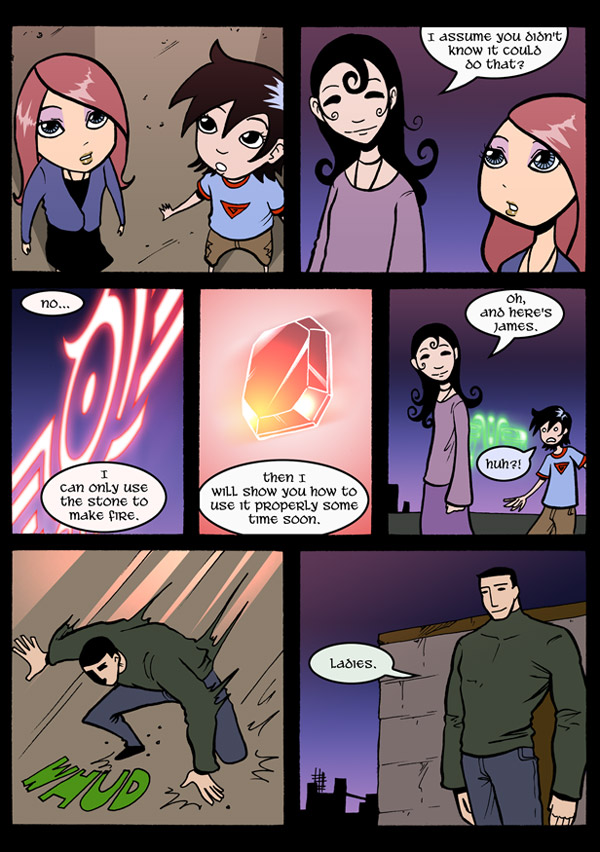 I assume you didn't
know it could
do that?
no...
I
can only use
the stone to
make fire.
then I
will show you how to
use it properly some
time soon.
oh,
and here's
James.
huh?!
WHUD
Ladies.